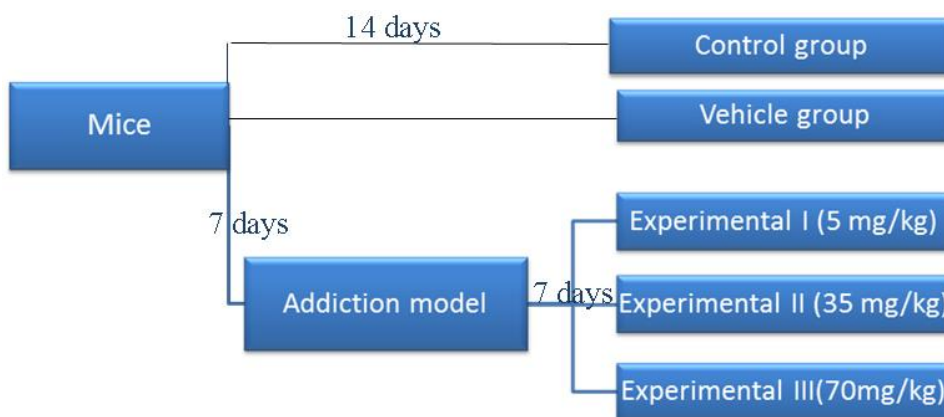 14 days
Control group
Mice
Vehicle group
7 days
Experimental I (5 mg/kg)
Addiction model
7 days
Experimental II (35 mg/kg)
Experimental III(70mg/kg)